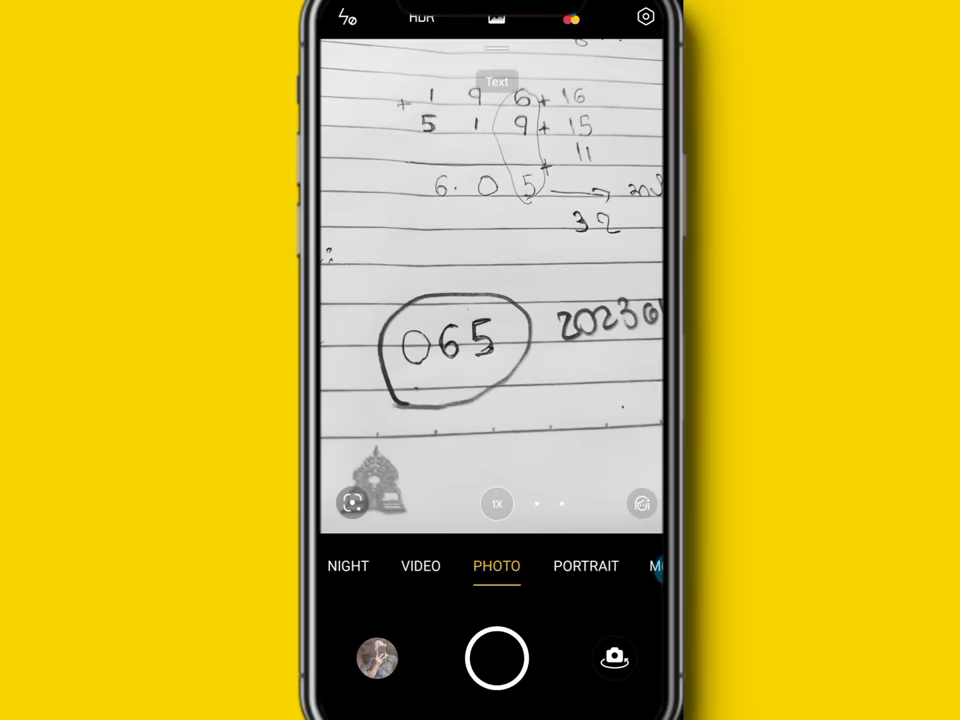 HDR
Text
+ 1 9 6 + 16
5 1 9 + 15
11
+
6. 0 5 →
32
065 20230
1X
NIGHT VIDEO PHOTO PORTRAIT